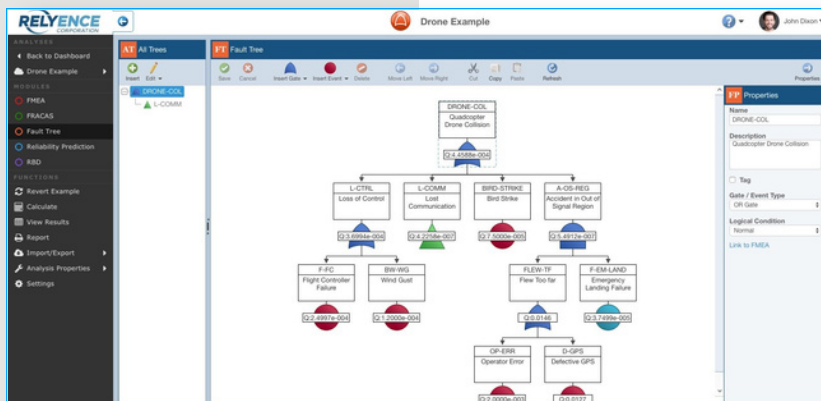 RELYENCE
CORPORATION
Drone Example
John Dixon
ANALYSES
Back to Dashboard
Drone Example
MODULES
FMEA
FRACAS
Fault Tree
Reliability Prediction
RBD
FUNCTIONS
Revert Example
Calculate
View Results
Report
Import/Export
Analysis Properties
Settings
AT All Trees
Insert Edit
DRONE-COL
L-COMM
FT Fault Tree
Save Cancel Insert Gate Insert Event Delete Move Left Move Right Cut Copy Paste Refresh Properties
DRONE-COL
Quadcopter
Drone Collision
Q:4.4588e-004
L-CTRL
Loss of Control
Q:3.6994e-004
L-COMM
Lost
Communication
Q:4.2258e-007
BIRD-STRIKE
Bird Strike
Q:7.5000e-005
A-OS-REG
Accident in Out of
Signal Region
Q:5.4912e-007
F-FC
Flight Controller
Failure
Q:2.4997e-004
BW-WG
Wind Gust
Q:1.2000e-004
FLEW-TF
Flew Too far
Q:0.0146
F-EM-LAND
Emergency
Landing Failure
Q:3.7499e-005
OP-ERR
Operator Error
Q:2.0000e-003
D-GPS
Defective GPS
Q:0.0127
FP Properties
Name
DRONE-COL
Description
Quadcopter Drone Collision
Tag
Gate / Event Type
OR Gate
Logical Condition
Normal
Link to FMEA